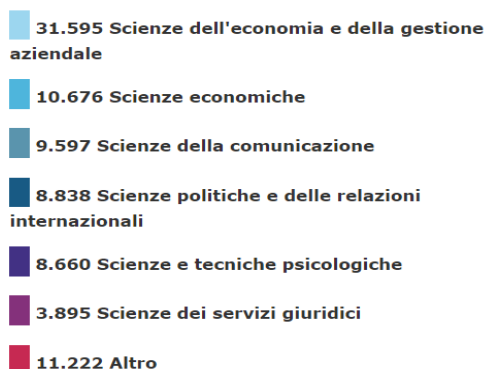 31.595 Scienze dell'economia e della gestione
aziendale
10.676 Scienze economiche
9.597 Scienze della comunicazione
8.838 Scienze politiche e delle relazioni
internazionali
8.660 Scienze e tecniche psicologiche
3.895 Scienze dei servizi giuridici
11.222 Altro